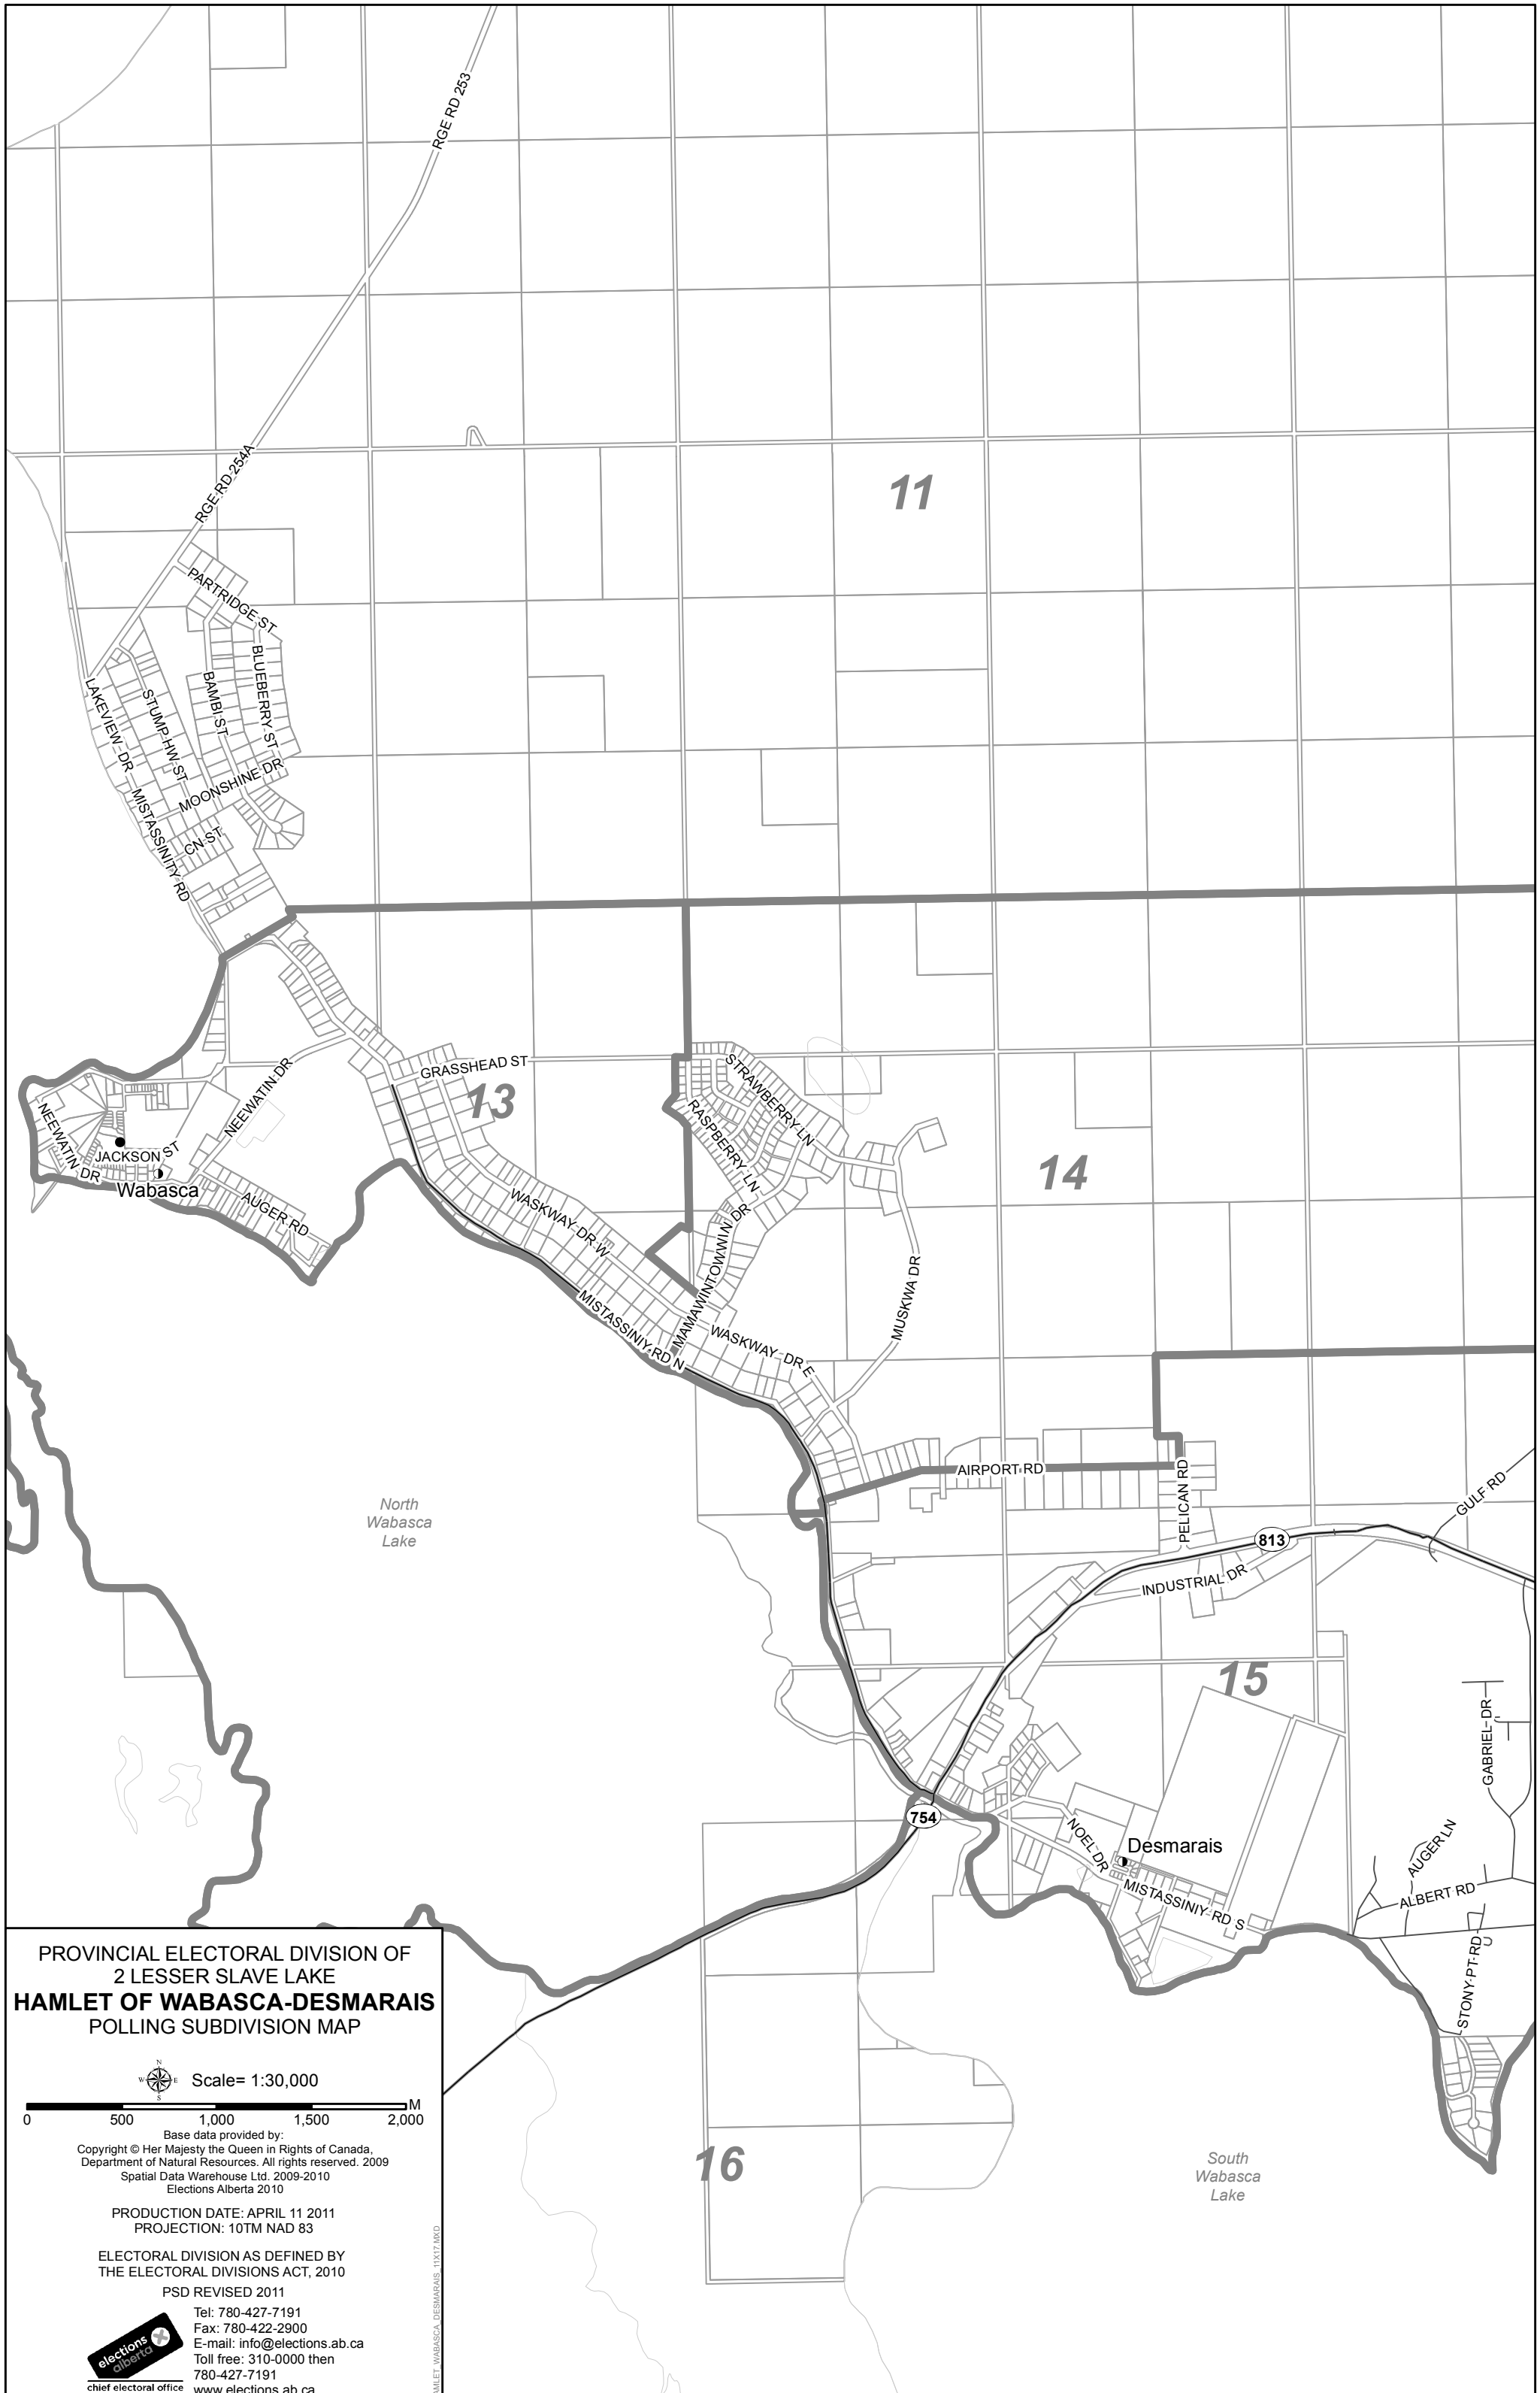 RGE RD 253
RGE RD 254A
11
PARTRIDGE ST
BLUEBERRY ST
BAMBI ST
STUMP HW ST
LAKEVIEW DR
MOONSHINE DR
MISTASSINITY RD
CN ST
GRASSHEAD ST
13
NEEWATIN DR
NEEWATIN DR
JACKSON ST
Wabasca
AUGER RD
STRAWBERRY LN
RASPBERRY LN
14
WASKWAY DR W
MAMAWINTOWWIN DR
MISTASSINIY RD N
WASKWAY DR E
MUSKWA DR
AIRPORT RD
PELICAN RD
GULF RD
North
Wabasca
Lake
813
INDUSTRIAL DR
15
GABRIEL DR
754
NOEL DR
Desmarais
AUGER LN
MISTASSINIY RD S
ALBERT RD
STONY PT RD
16
South
Wabasca
Lake
PROVINCIAL ELECTORAL DIVISION OF
2 LESSER SLAVE LAKE
HAMLET OF WABASCA-DESMARAIS
POLLING SUBDIVISION MAP
N
W E
S
Scale= 1:30,000
M
0 500 1,000 1,500 2,000
Base data provided by:
Copyright © Her Majesty the Queen in Rights of Canada,
Department of Natural Resources. All rights reserved. 2009
Spatial Data Warehouse Ltd. 2009-2010
Elections Alberta 2010
PRODUCTION DATE: APRIL 11 2011
PROJECTION: 10TM NAD 83
ELECTORAL DIVISION AS DEFINED BY
THE ELECTORAL DIVISIONS ACT, 2010
PSD REVISED 2011
elections
alberta
chief electoral office
Tel: 780-427-7191
Fax: 780-422-2900
E-mail: info@elections.ab.ca
Toll free: 310-0000 then
780-427-7191
www.elections.ab.ca